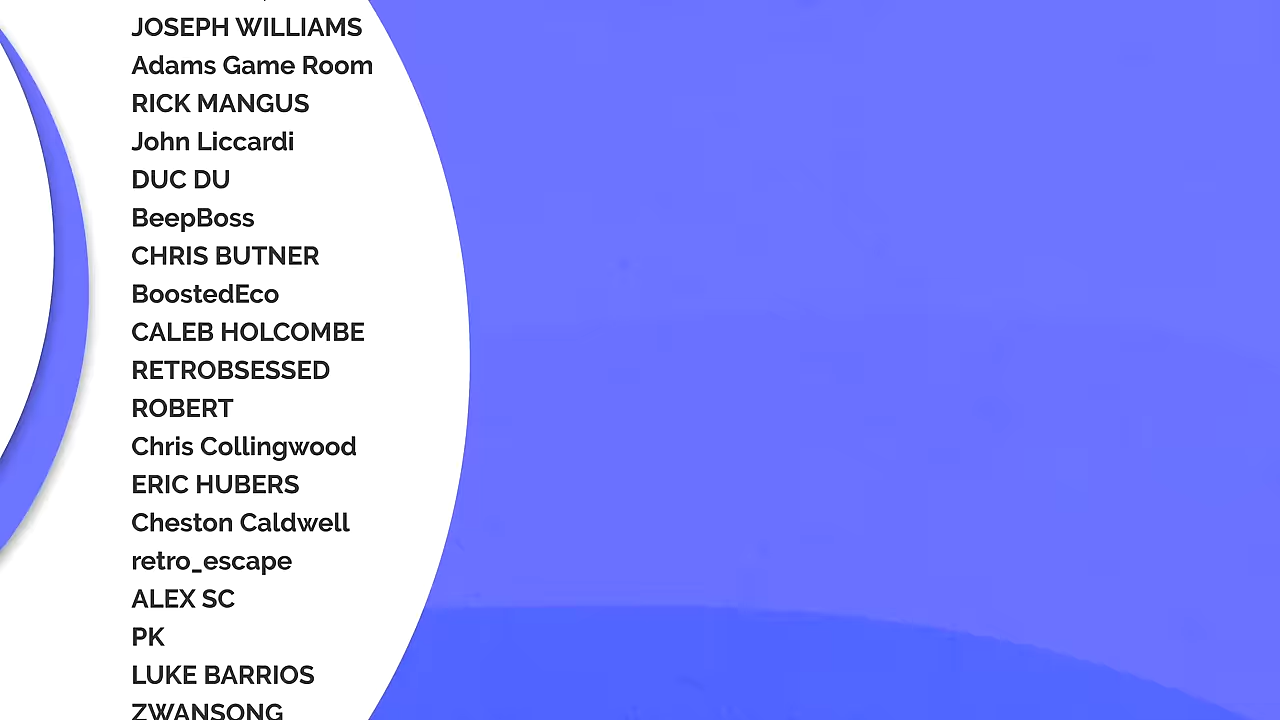 JOSEPH WILLIAMS
Adams Game Room
RICK MANGUS
John Liccardi
DUC DU
BeepBoss
CHRIS BUTNER
BoostedEco
CALEB HOLCOMBE
RETROBSESSED
ROBERT
Chris Collingwood
ERIC HUBERS
Cheston Caldwell
retro_escape
ALEX SC
PK
LUKE BARRIOS
ZWANSONG